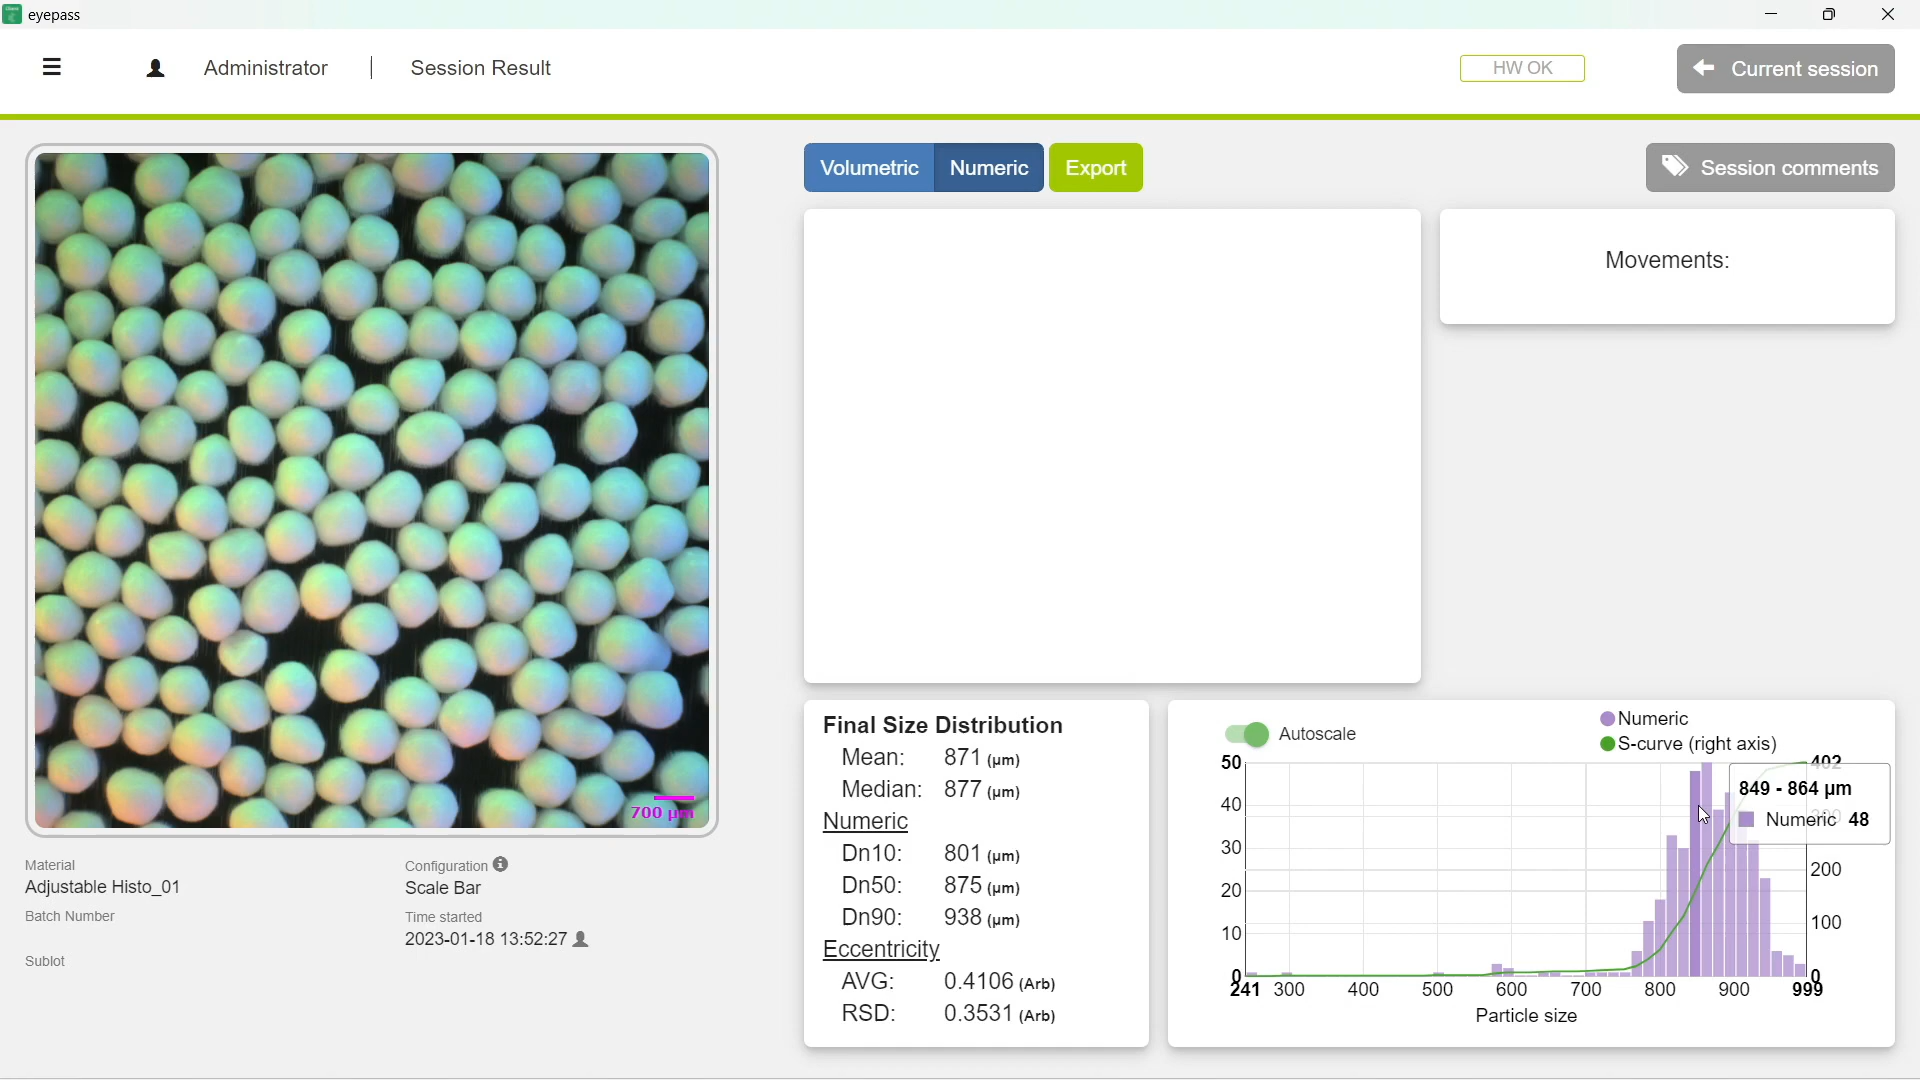 eyepass
Administrator | Session Result
HW OK
Current session
Volumetric Numeric Export
Session comments
Movements:
700 µm
Material
Adjustable Histo_01
Batch Number
Sublot
Configuration
Scale Bar
Time started
2023-01-18 13:52:27
Final Size Distribution
Mean: 871 (µm)
Median: 877 (µm)
Numeric
Dn10: 801 (µm)
Dn50: 875 (µm)
Dn90: 938 (µm)
Eccentricity
AVG: 0.4106 (Arb)
RSD: 0.3531 (Arb)
Autoscale
Numeric
S-curve (right axis)
50
40
30
20
10
0
402
849 - 864 µm
Numeric 48
200
100
0
241 300 400 500 600 700 800 900 999
Particle size